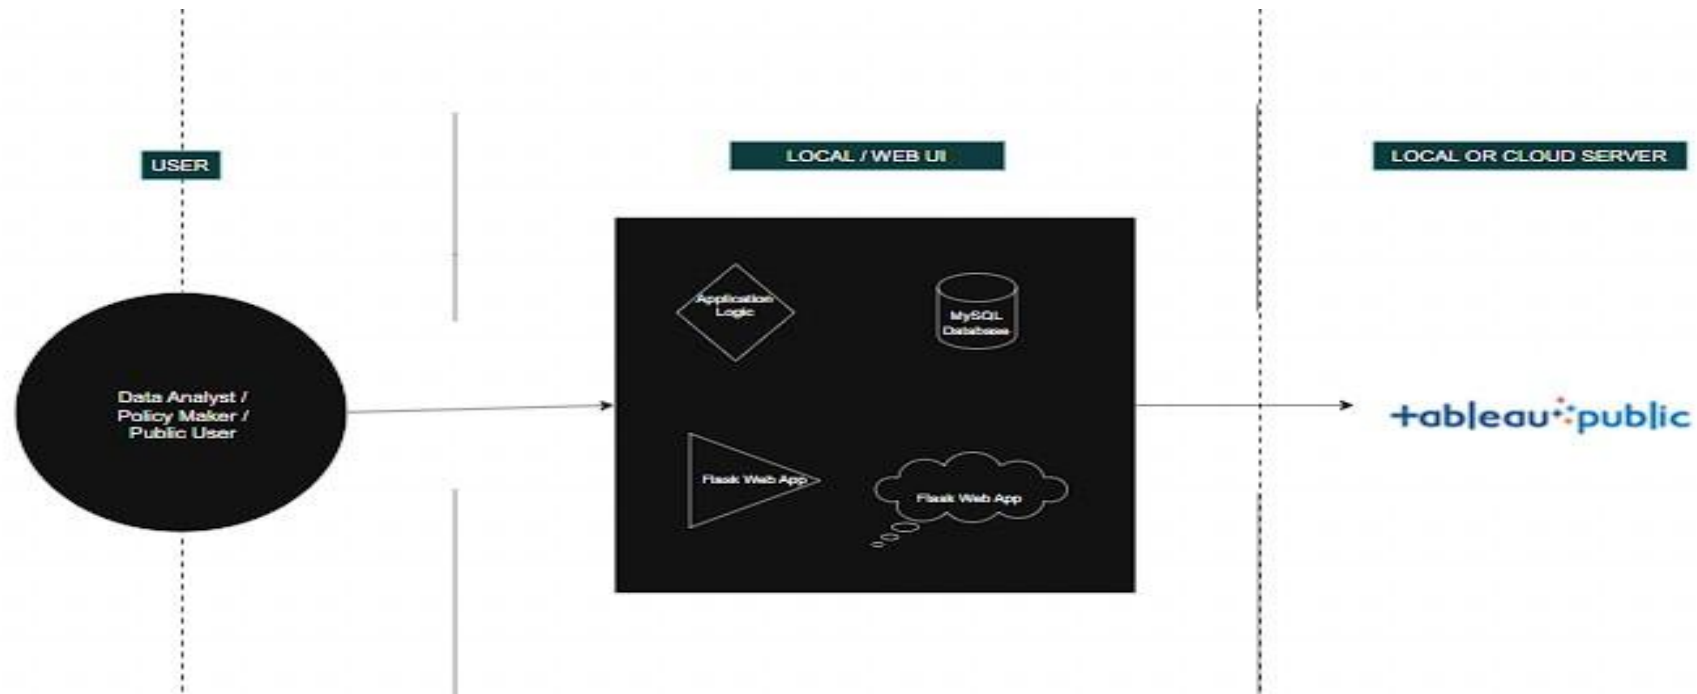 USER
LOCAL / WEB UI
LOCAL OR CLOUD SERVER
Application
Logic
MySQL
Database
Data Analyst /
Policy Maker /
Public User
tableau public
Flask Web App
Flask Web App